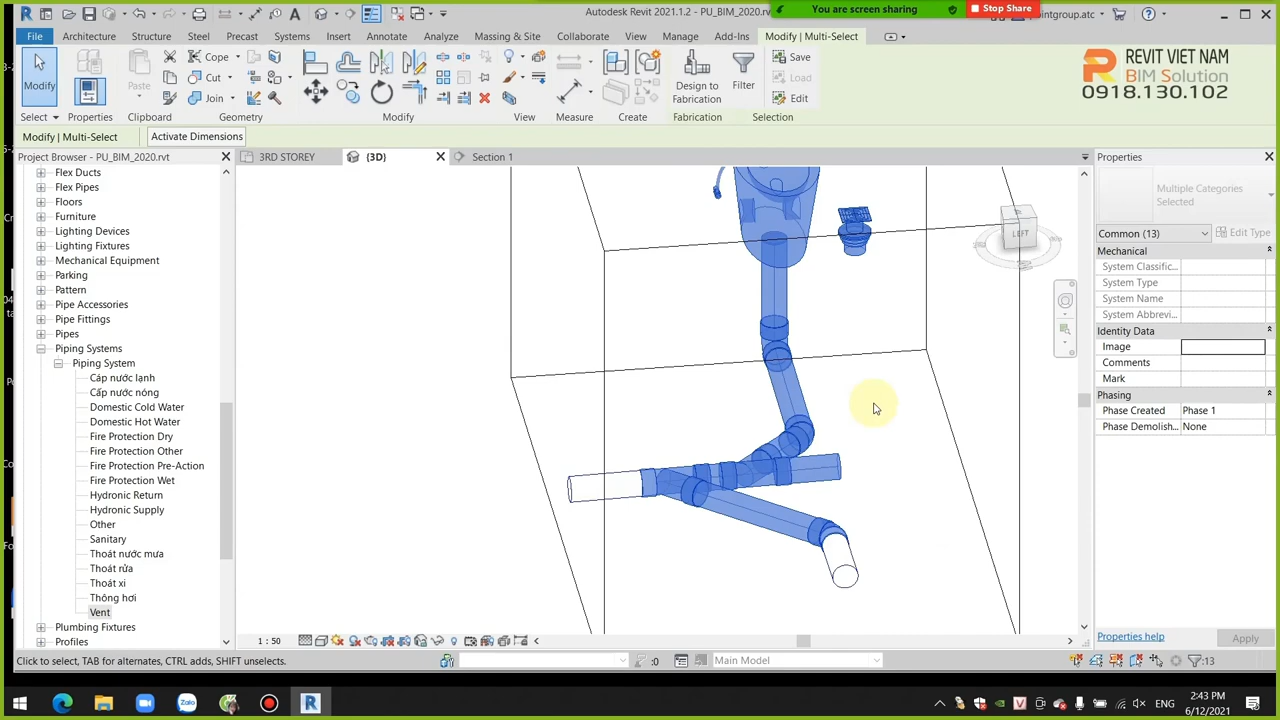 Autodesk Revit 2021.1.2 - PU_BIM_2020.rv
You are screen sharing
Stop Share
ointgroup.atc
File Architecture Structure Steel Precast Systems Insert Annotate Analyze Massing & Site Collaborate View Manage Add-Ins Modify | Multi-Select
Modify
Paste
Cope
Cut
Join
Design to Fabrication
Filter
Save
Load
Edit
Select Properties Clipboard Geometry Modify View Measure Create Fabrication Selection
REVIT VIET NAM
BIM Solution
0918.130.102
Modify | Multi-Select Activate Dimensions
Project Browser - PU_BIM_2020.rvt
3RD STOREY
(3D)
Section 1
Properties
Flex Ducts
Flex Pipes
Floors
Furniture
Lighting Devices
Lighting Fixtures
Mechanical Equipment
Parking
Pattern
Pipe Accessories
Pipe Fittings
Pipes
Piping Systems
Piping System
Cáp nước lạnh
Cấp nước nóng
Domestic Cold Water
Domestic Hot Water
Fire Protection Dry
Fire Protection Other
Fire Protection Pre-Action
Fire Protection Wet
Hydronic Return
Hydronic Supply
Other
Sanitary
Thoát nước mưa
Thoát rửa
Thoát xi
Thông hơi
Vent
Plumbing Fixtures
Profiles
LEFT
Multiple Categories Selected
Common (13)
Edit Type
Mechanical
System Classific...
System Type
System Name
System Abbrevi...
Identity Data
Image
Comments
Mark
Phasing
Phase Created Phase 1
Phase Demolish... None
Properties help
Apply
1 : 50
Click to select, TAB for alternates, CTRL adds, SHIFT unselects.
:0
Main Model
:13
Zalo
ENG
2:43 PM
6/12/2021